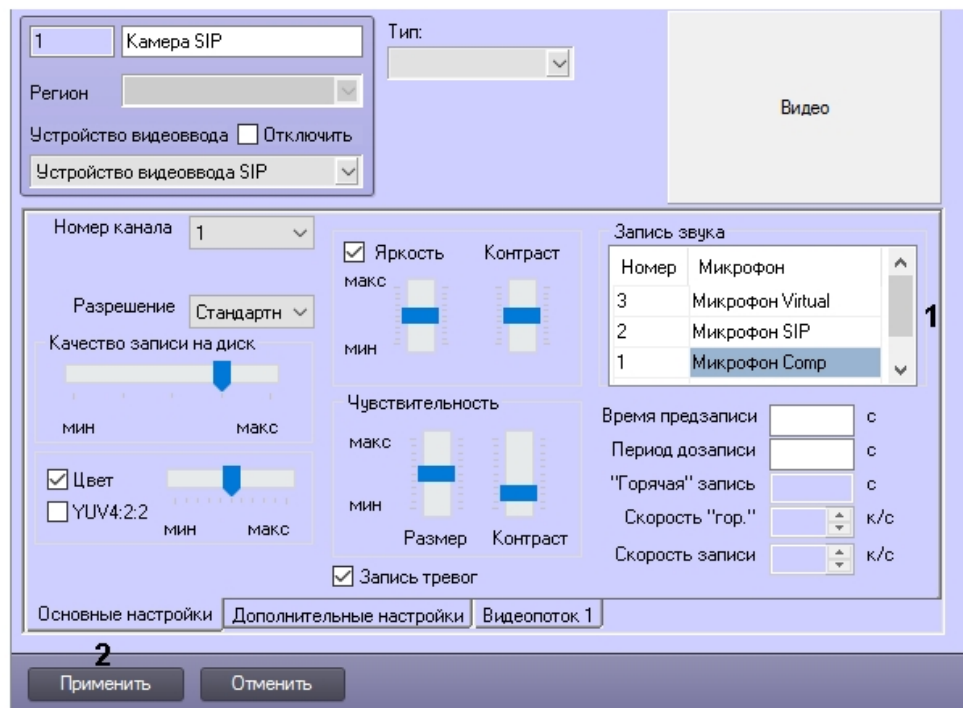 1
Камера SIP
Тип:
Регион
Устройство видеоввода
Отключить
Устройство видеоввода SIP
Видео
Номер канала
1
Разрешение
Стандартн
Качество записи на диск
мин
макс
Цвет
YUV4:2:2
мин
макс
Яркость
Контраст
макс
мин
Чувствительность
макс
мин
Размер
Контраст
Запись тревог
Запись звука
Номер
Микрофон
3
Микрофон Virtual
2
Микрофон SIP
1
Микрофон Comp
1
Время предзаписи
с
Период дозаписи
с
"Горячая" запись
с
Скорость "гор."
к/с
Скорость записи
к/с
Основные настройки
Дополнительные настройки
Видеопоток 1
2
Применить
Отменить